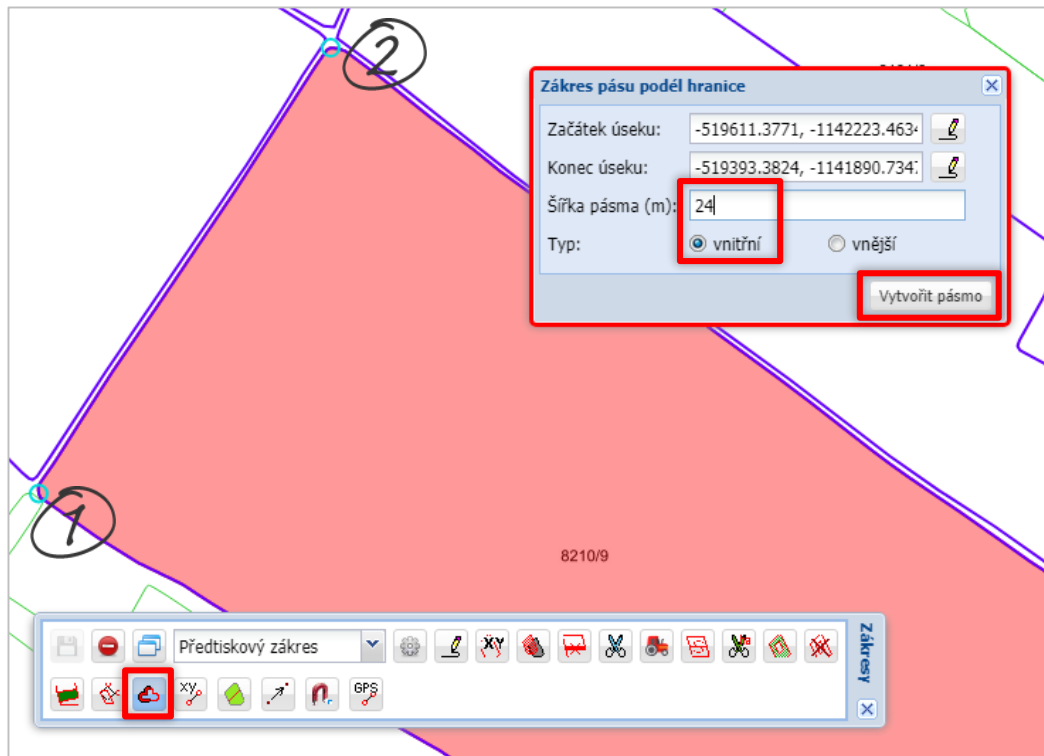 2
Zákres pásu podél hranice
Začátek úseku: -519611.3771, -1142223.463
Konec úseku: -519393.3824, -1141890.734
Šířka pásma (m): 24
Typ: vnitřní vnější
Vytvořit pásmo
1
8210/9
Předtiskový zákres XY
Zákresy
xy GPS